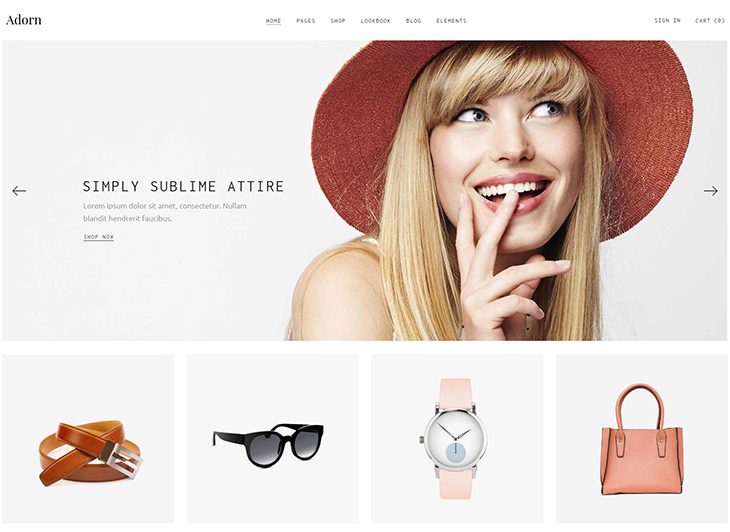 Adorn
HOME PAGES SHOP LOOKBOOK BLOG ELEMENTS
SIGN IN CART (0)
SIMPLY SUBLIME ATTIRE
Lorem ipsum dolor sit amet, consectetur. Nullam
blandit hendrerit faucibus.
SHOP NOW